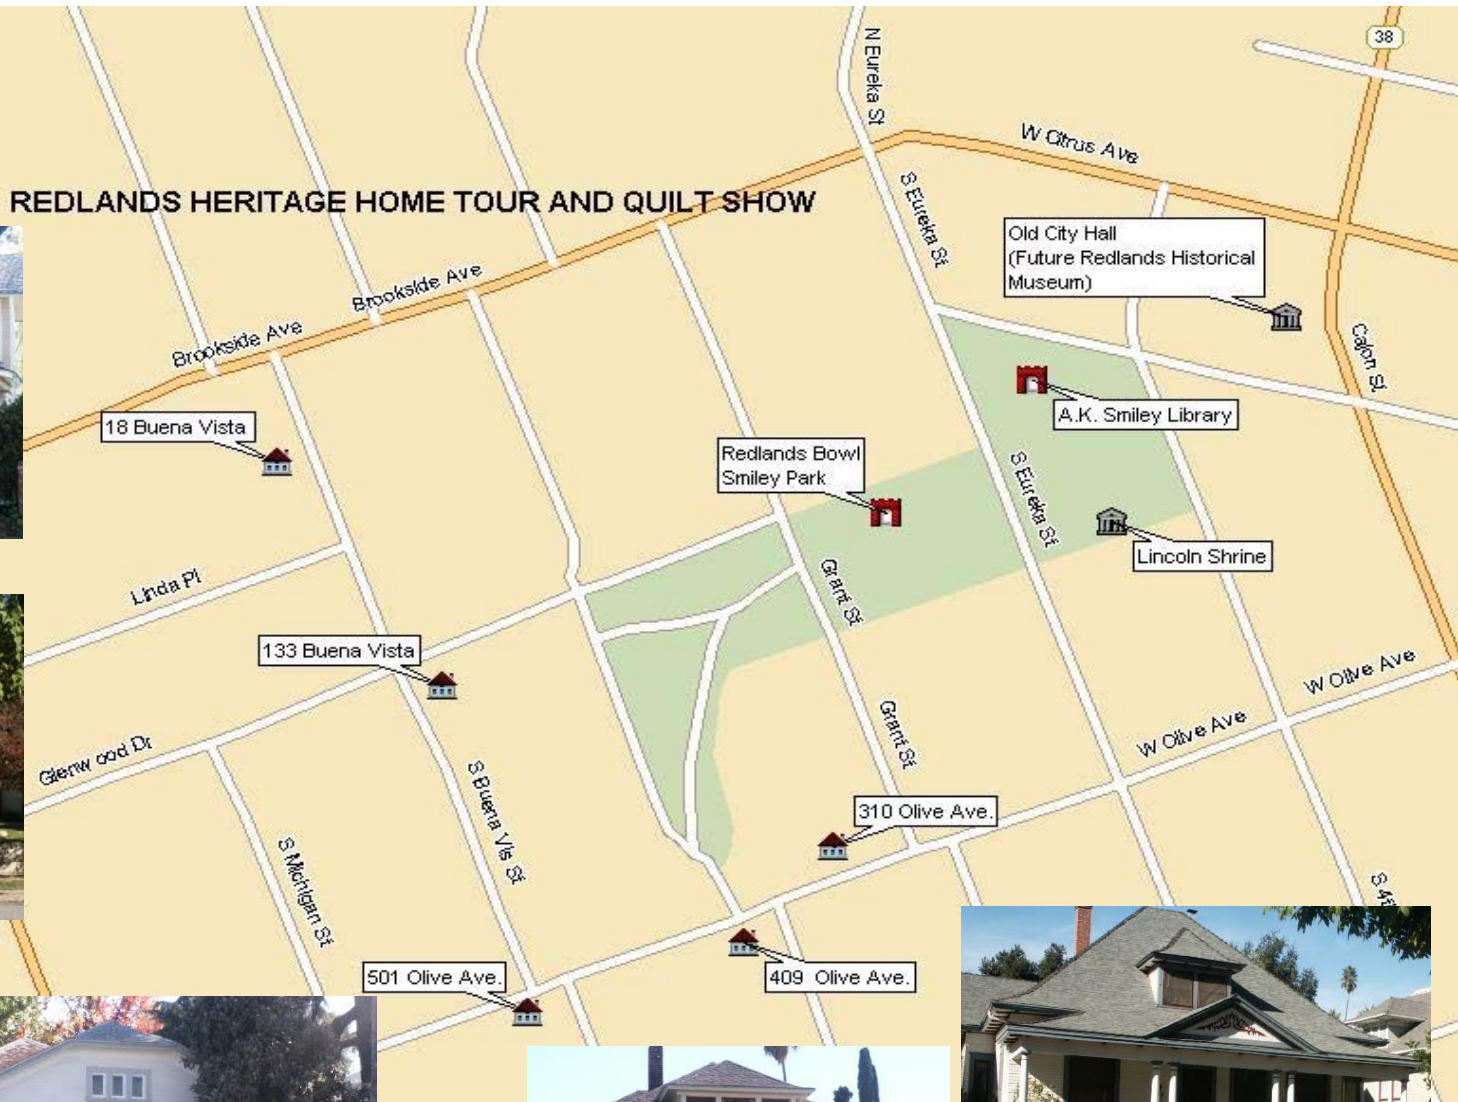 38
N Eureka St
W Citrus Ave
REDLANDS HERITAGE HOME TOUR AND QUILT SHOW
S Eureka St
Old City Hall
(Future Redlands Historical
Museum)
Brookside Ave
Brookside Ave
Cajon St
A.K. Smiley Library
18 Buena Vista
Redlands Bowl
Smiley Park
S Eureka St
Lincoln Shrine
Linda Pl
Grant St
133 Buena Vista
W Olive Ave
W Olive Ave
Glenwood Dr
Grant St
S Buena Vis St
310 Olive Ave.
S Michigan St
501 Olive Ave.
409 Olive Ave.